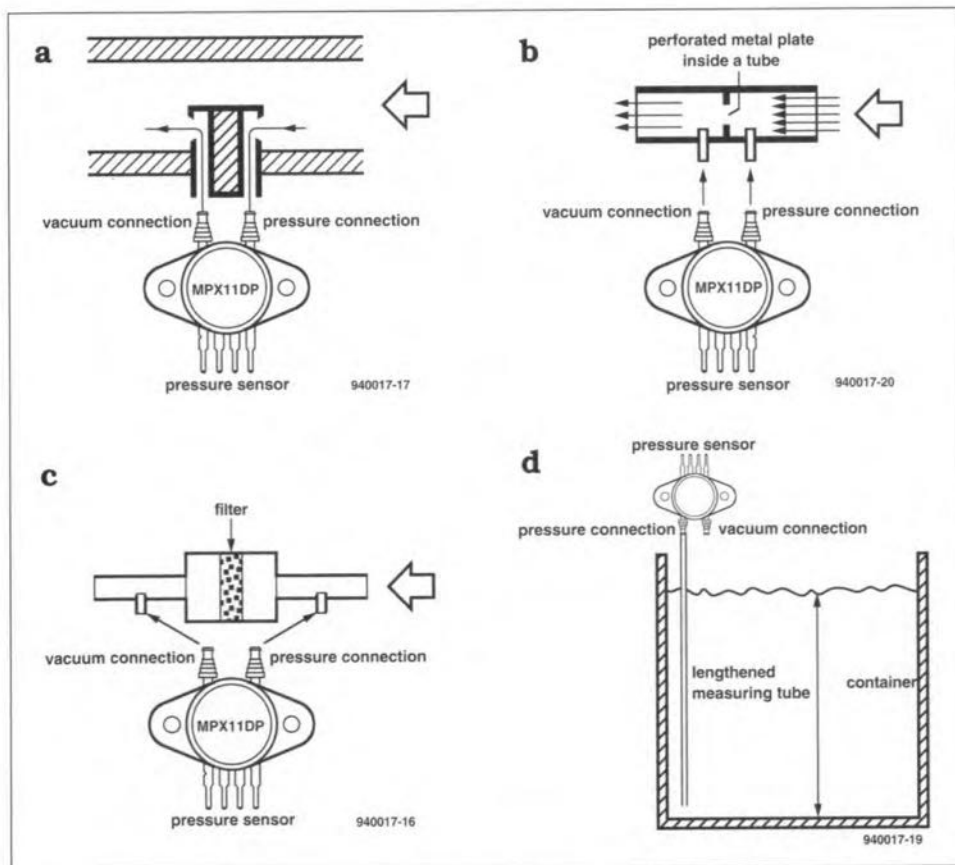 a
vacuum connection
pressure connection
MPX11DP
pressure sensor
940017-17
b
perforated metal plate
inside a tube
vacuum connection
pressure connection
MPX11DP
pressure sensor
940017-20
c
filter
vacuum connection
pressure connection
MPX11DP
pressure sensor
940017-16
d
pressure sensor
pressure connection
vacuum connection
lengthened
measuring tube
container
940017-19